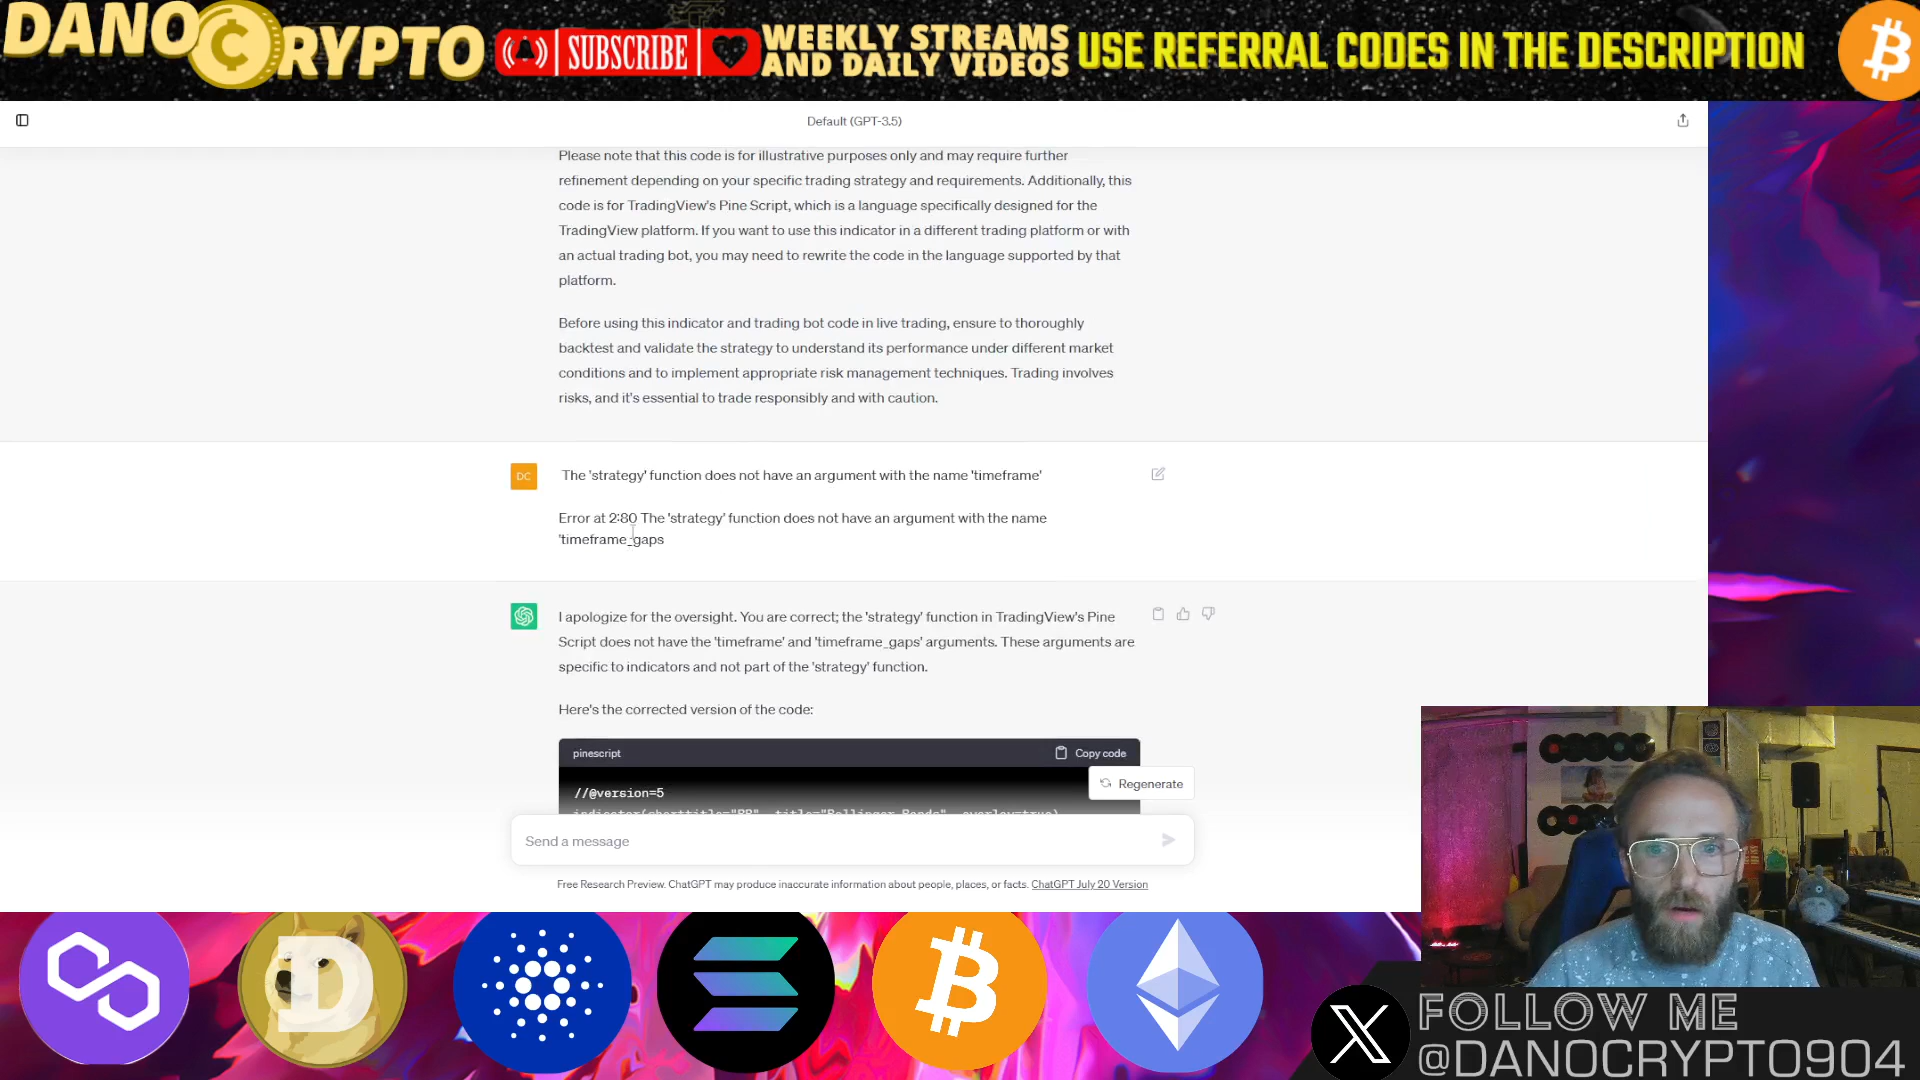 DANO CRYPTO SUBSCRIBE WEEKLY STREAMS AND DAILY VIDEOS USE REFERRAL CODES IN THE DESCRIPTION
Default (GPT-3.5)
Please note that this code is for illustrative purposes only and may require further
refinement depending on your specific trading strategy and requirements. Additionally, this
code is for TradingView's Pine Script, which is a language specifically designed for the
TradingView platform. If you want to use this indicator in a different trading platform or with
an actual trading bot, you may need to rewrite the code in the language supported by that
platform.
Before using this indicator and trading bot code in live trading, ensure to thoroughly
backtest and validate the strategy to understand its performance under different market
conditions and to implement appropriate risk management techniques. Trading involves
risks, and it's essential to trade responsibly and with caution.
DC The 'strategy' function does not have an argument with the name 'timeframe'
Error at 2:80 The 'strategy' function does not have an argument with the name
'timeframe_gaps
I apologize for the oversight. You are correct; the 'strategy' function in TradingView's Pine
Script does not have the 'timeframe' and 'timeframe_gaps' arguments. These arguments are
specific to indicators and not part of the 'strategy' function.
Here's the corrected version of the code:
pinescript Copy code
Regenerate
//@version=5
indicator(shorttitle="BB", title="Bollinger Bands", overlay=true)
Send a message
Free Research Preview. ChatGPT may produce inaccurate information about people, places, or facts. ChatGPT July 20 Version
FOLLOW ME
@DANOCRYPTO904